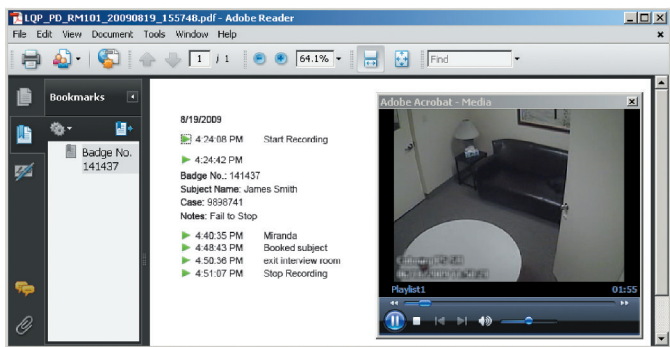 LQP_PD_RM101_20090819_155748.pdf - Adobe Reader
File Edit View Document Tools Window Help
1 / 1 64.1% Find
Bookmarks
Badge No.
141437
8/19/2009
4:24:08 PM Start Recording
4:24:42 PM
Badge No.: 141437
Subject Name: James Smith
Case: 9898741
Notes: Fail to Stop
4:40:35 PM Miranda
4:48:43 PM Booked subject
4:50:36 PM exit interview room
4:51:07 PM Stop Recording
Adobe Acrobat - Media
Playlist1 01:55